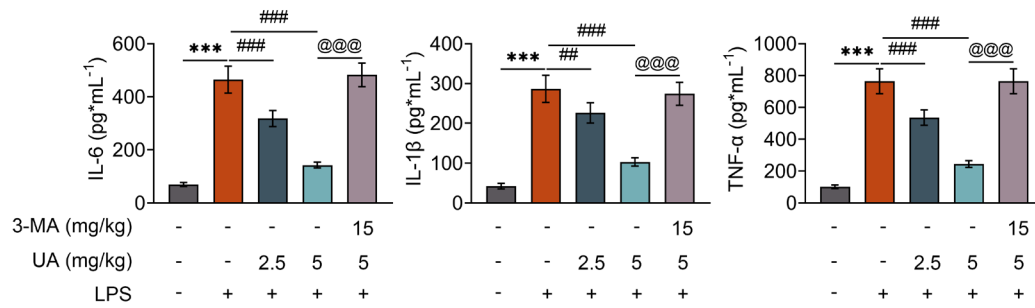 ###
###
###
*** ### @@@
*** ## @@@
*** ### @@@
IL-6 (pg*mL⁻¹)
600
400
200
0
IL-1β (pg*mL⁻¹)
400
300
200
100
0
TNF-α (pg*mL⁻¹)
1000
800
600
400
200
0
3-MA (mg/kg) - - - - 15 - - - - 15 - - - - 15
UA (mg/kg) - - 2.5 5 5 - - 2.5 5 5 - - 2.5 5 5
LPS - + + + + - + + + + - + + + +